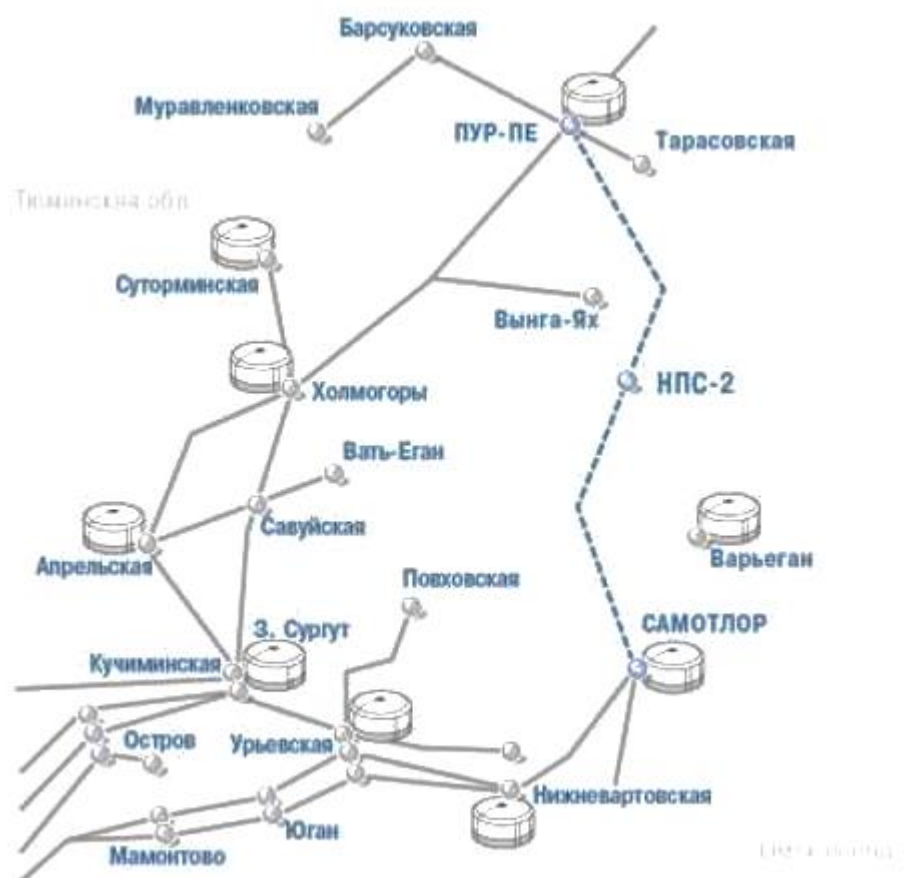 Барсуковская
Муравленковская
ПУР-ПЕ
Тарасовская
Суторминская
Вынга-Ях
Холмогоры
НПС-2
Вать-Еган
Савуйская
Апрельская
Варьеган
Повховская
З. Сургут
САМОТЛОР
Кучиминская
Остров
Урьевская
Нижневартовская
Юган
Мамонтово